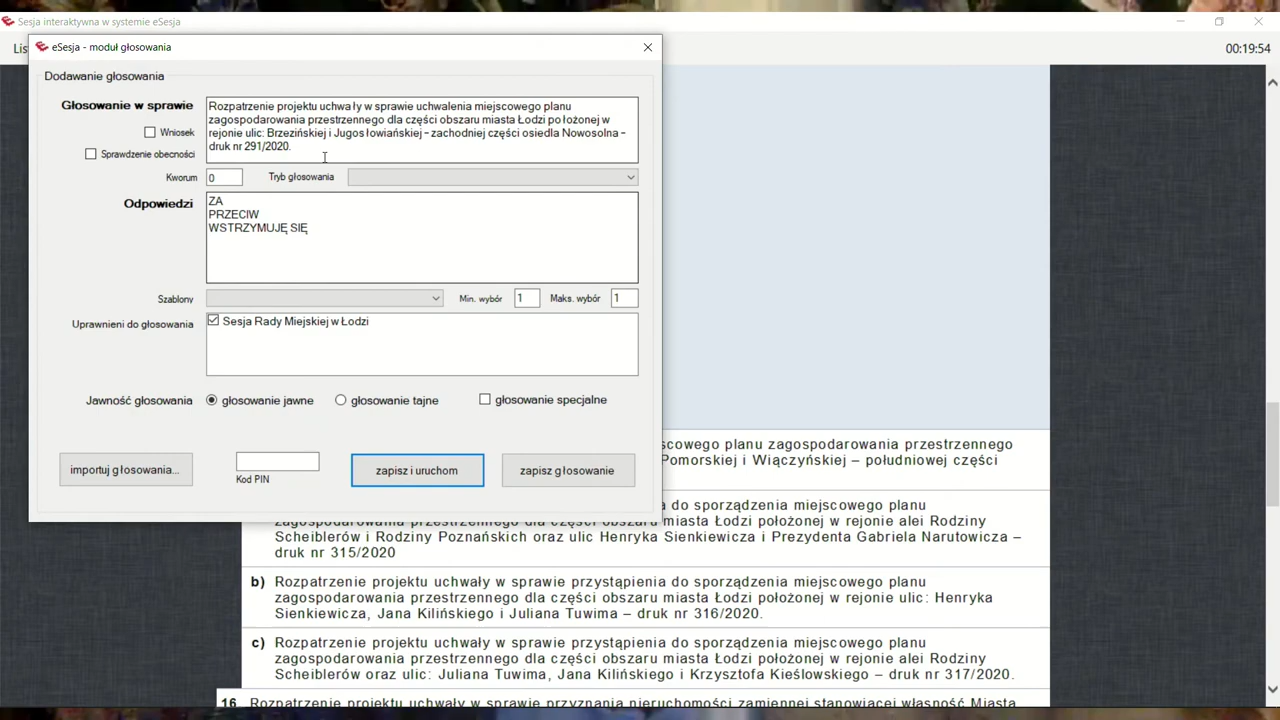 Sesja interaktywna w systemie eSesja
Lis
00:19:54
eSesja - moduł głosowania
Dodawanie głosowania
Głosowanie w sprawie
Rozpatrzenie projektu uchwały w sprawie uchwalenia miejscowego planu
zagospodarowania przestrzennego dla części obszaru miasta Łodzi położonej w
rejonie ulic: Brzezińskiej i Jugosłowiańskiej – zachodniej części osiedla Nowosolna –
druk nr 291/2020.
Wniosek
Sprawdzenie obecności
Kworum 0 Tryb głosowania
Odpowiedzi
ZA
PRZECIW
WSTRZYMUJĘ SIĘ
Szablony Min. wybór 1 Maks. wybór 1
Uprawnieni do głosowania Sesja Rady Miejskiej w Łodzi
Jawność głosowania głosowanie jawne głosowanie tajne głosowanie specjalne
importuj głosowania... Kod PIN zapisz i uruchom zapisz głosowanie
scowego planu zagospodarowania przestrzennego
Pomorskiej i Wiączyńskiej – południowej części
a do sporządzenia miejscowego planu
zagospodarowania przestrzennego dla części obszaru miasta Łodzi położonej w rejonie alei Rodziny
Scheiblerów i Rodziny Poznańskich oraz ulic Henryka Sienkiewicza i Prezydenta Gabriela Narutowicza –
druk nr 315/2020
b) Rozpatrzenie projektu uchwały w sprawie przystąpienia do sporządzenia miejscowego planu
zagospodarowania przestrzennego dla części obszaru miasta Łodzi położonej w rejonie ulic: Henryka
Sienkiewicza, Jana Kilińskiego i Juliana Tuwima – druk nr 316/2020.
c) Rozpatrzenie projektu uchwały w sprawie przystąpienia do sporządzenia miejscowego planu
zagospodarowania przestrzennego dla części obszaru miasta Łodzi położonej w rejonie alei Rodziny
Scheiblerów oraz ulic: Juliana Tuwima, Jana Kilińskiego i Krzysztofa Kieślowskiego – druk nr 317/2020.
16 Rozpatrzenie projektu uchwały w sprawie przyznania nieruchomości zamiennej stanowiącej własność Miasta